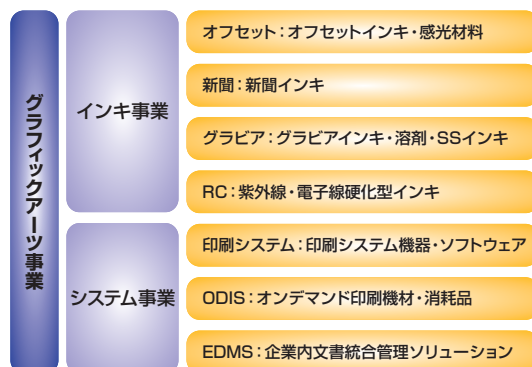 グラフィックアーツ事業
インキ事業
オフセット：オフセットインキ・感光材料
新聞：新聞インキ
グラビア：グラビアインキ・溶剤・SSインキ
RC：紫外線・電子線硬化型インキ
システム事業
印刷システム：印刷システム機器・ソフトウェア
ODIS：オンデマンド印刷機材・消耗品
EDMS：企業内文書統合管理ソリューション